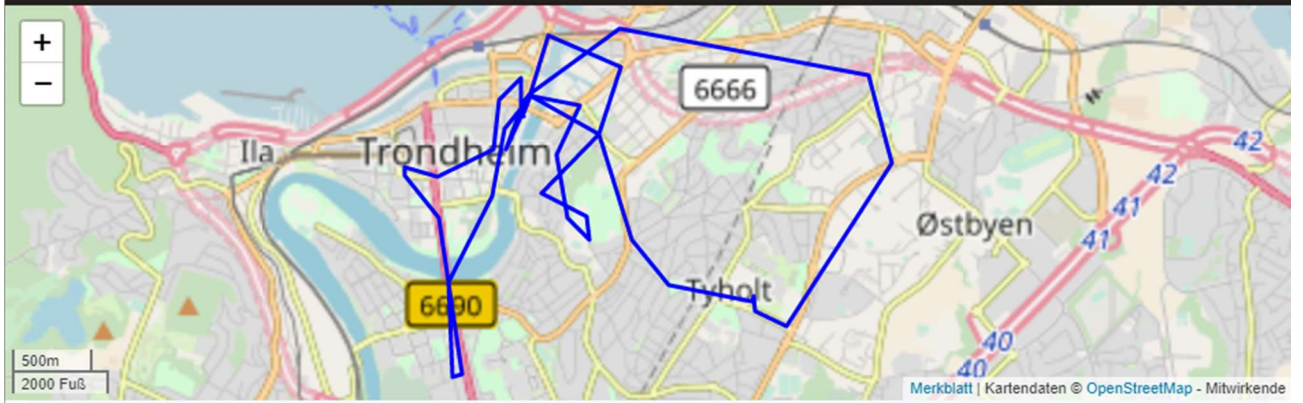 +
−
6666
Ila
Trondheim
42
42
41
Østbyen
41
Tyholt
6690
40
40
500m
2000 Fuß
Merkblatt | Kartendaten © OpenStreetMap - Mitwirkende